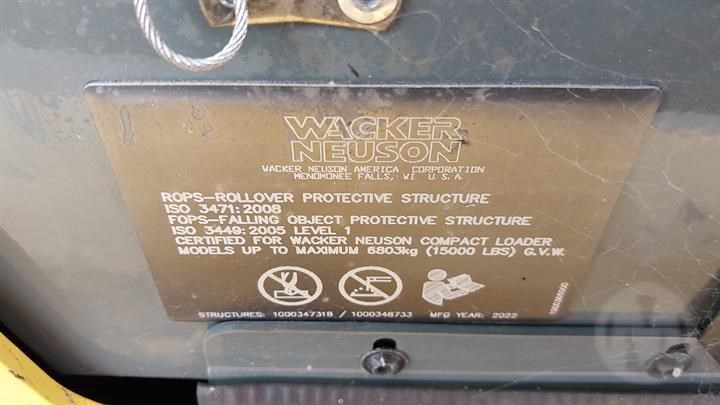 WACKER
NEUSON
WACKER NEUSON AMERICA CORPORATION
MENOMONEE FALLS, WI U.S.A.
ROPS-ROLLOVER PROTECTIVE STRUCTURE
ISO 3471:2008
FOPS-FALLING OBJECT PROTECTIVE STRUCTURE
ISO 3449:2005 LEVEL 1
CERTIFIED FOR WACKER NEUSON COMPACT LOADER
MODELS UP TO MAXIMUM 6803kg (15000 LBS) G.V.W.
STRUCTURES: 1000347318 / 1000348733 MFG YEAR: 2022